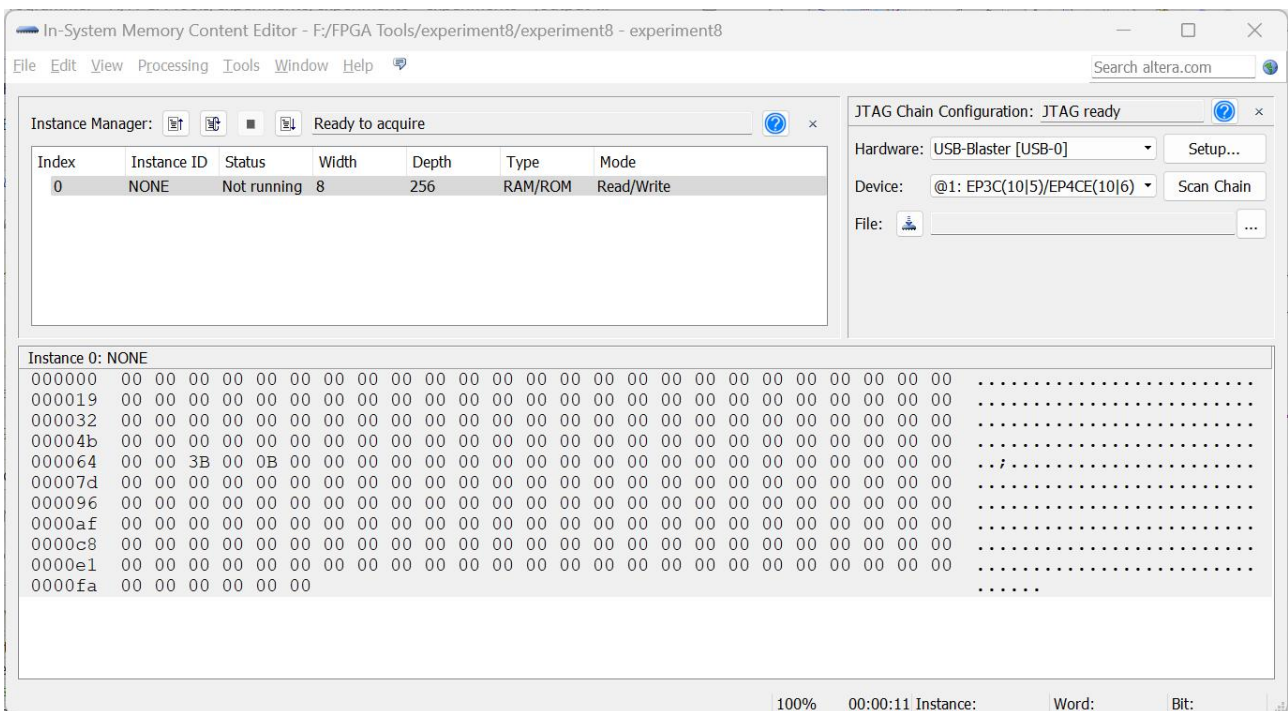 In-System Memory Content Editor - F:/FPGA Tools/experiment8/experiment8 - experiment8
File Edit View Processing Tools Window Help
Search altera.com
Instance Manager: Ready to acquire
JTAG Chain Configuration: JTAG ready
Index Instance ID Status Width Depth Type Mode
0 NONE Not running 8 256 RAM/ROM Read/Write
Hardware: USB-Blaster [USB-0] Setup...
Device: @1: EP3C(10|5)/EP4CE(10|6) Scan Chain
File: ...
Instance 0: NONE
000000 00 00 00 00 00 00 00 00 00 00 00 00 00 00 00 00 00 00 00 00 00 00 00 00 00 .........................
000019 00 00 00 00 00 00 00 00 00 00 00 00 00 00 00 00 00 00 00 00 00 00 00 00 00 .........................
000032 00 00 00 00 00 00 00 00 00 00 00 00 00 00 00 00 00 00 00 00 00 00 00 00 00 .........................
00004b 00 00 00 00 00 00 00 00 00 00 00 00 00 00 00 00 00 00 00 00 00 00 00 00 00 .........................
000064 00 00 3B 00 0B 00 00 00 00 00 00 00 00 00 00 00 00 00 00 00 00 00 00 00 00 ..;......................
00007d 00 00 00 00 00 00 00 00 00 00 00 00 00 00 00 00 00 00 00 00 00 00 00 00 00 .........................
000096 00 00 00 00 00 00 00 00 00 00 00 00 00 00 00 00 00 00 00 00 00 00 00 00 00 .........................
0000af 00 00 00 00 00 00 00 00 00 00 00 00 00 00 00 00 00 00 00 00 00 00 00 00 00 .........................
0000c8 00 00 00 00 00 00 00 00 00 00 00 00 00 00 00 00 00 00 00 00 00 00 00 00 00 .........................
0000e1 00 00 00 00 00 00 00 00 00 00 00 00 00 00 00 00 00 00 00 00 00 00 00 00 00 .........................
0000fa 00 00 00 00 00 00 ......
100% 00:00:11 Instance: Word: Bit: